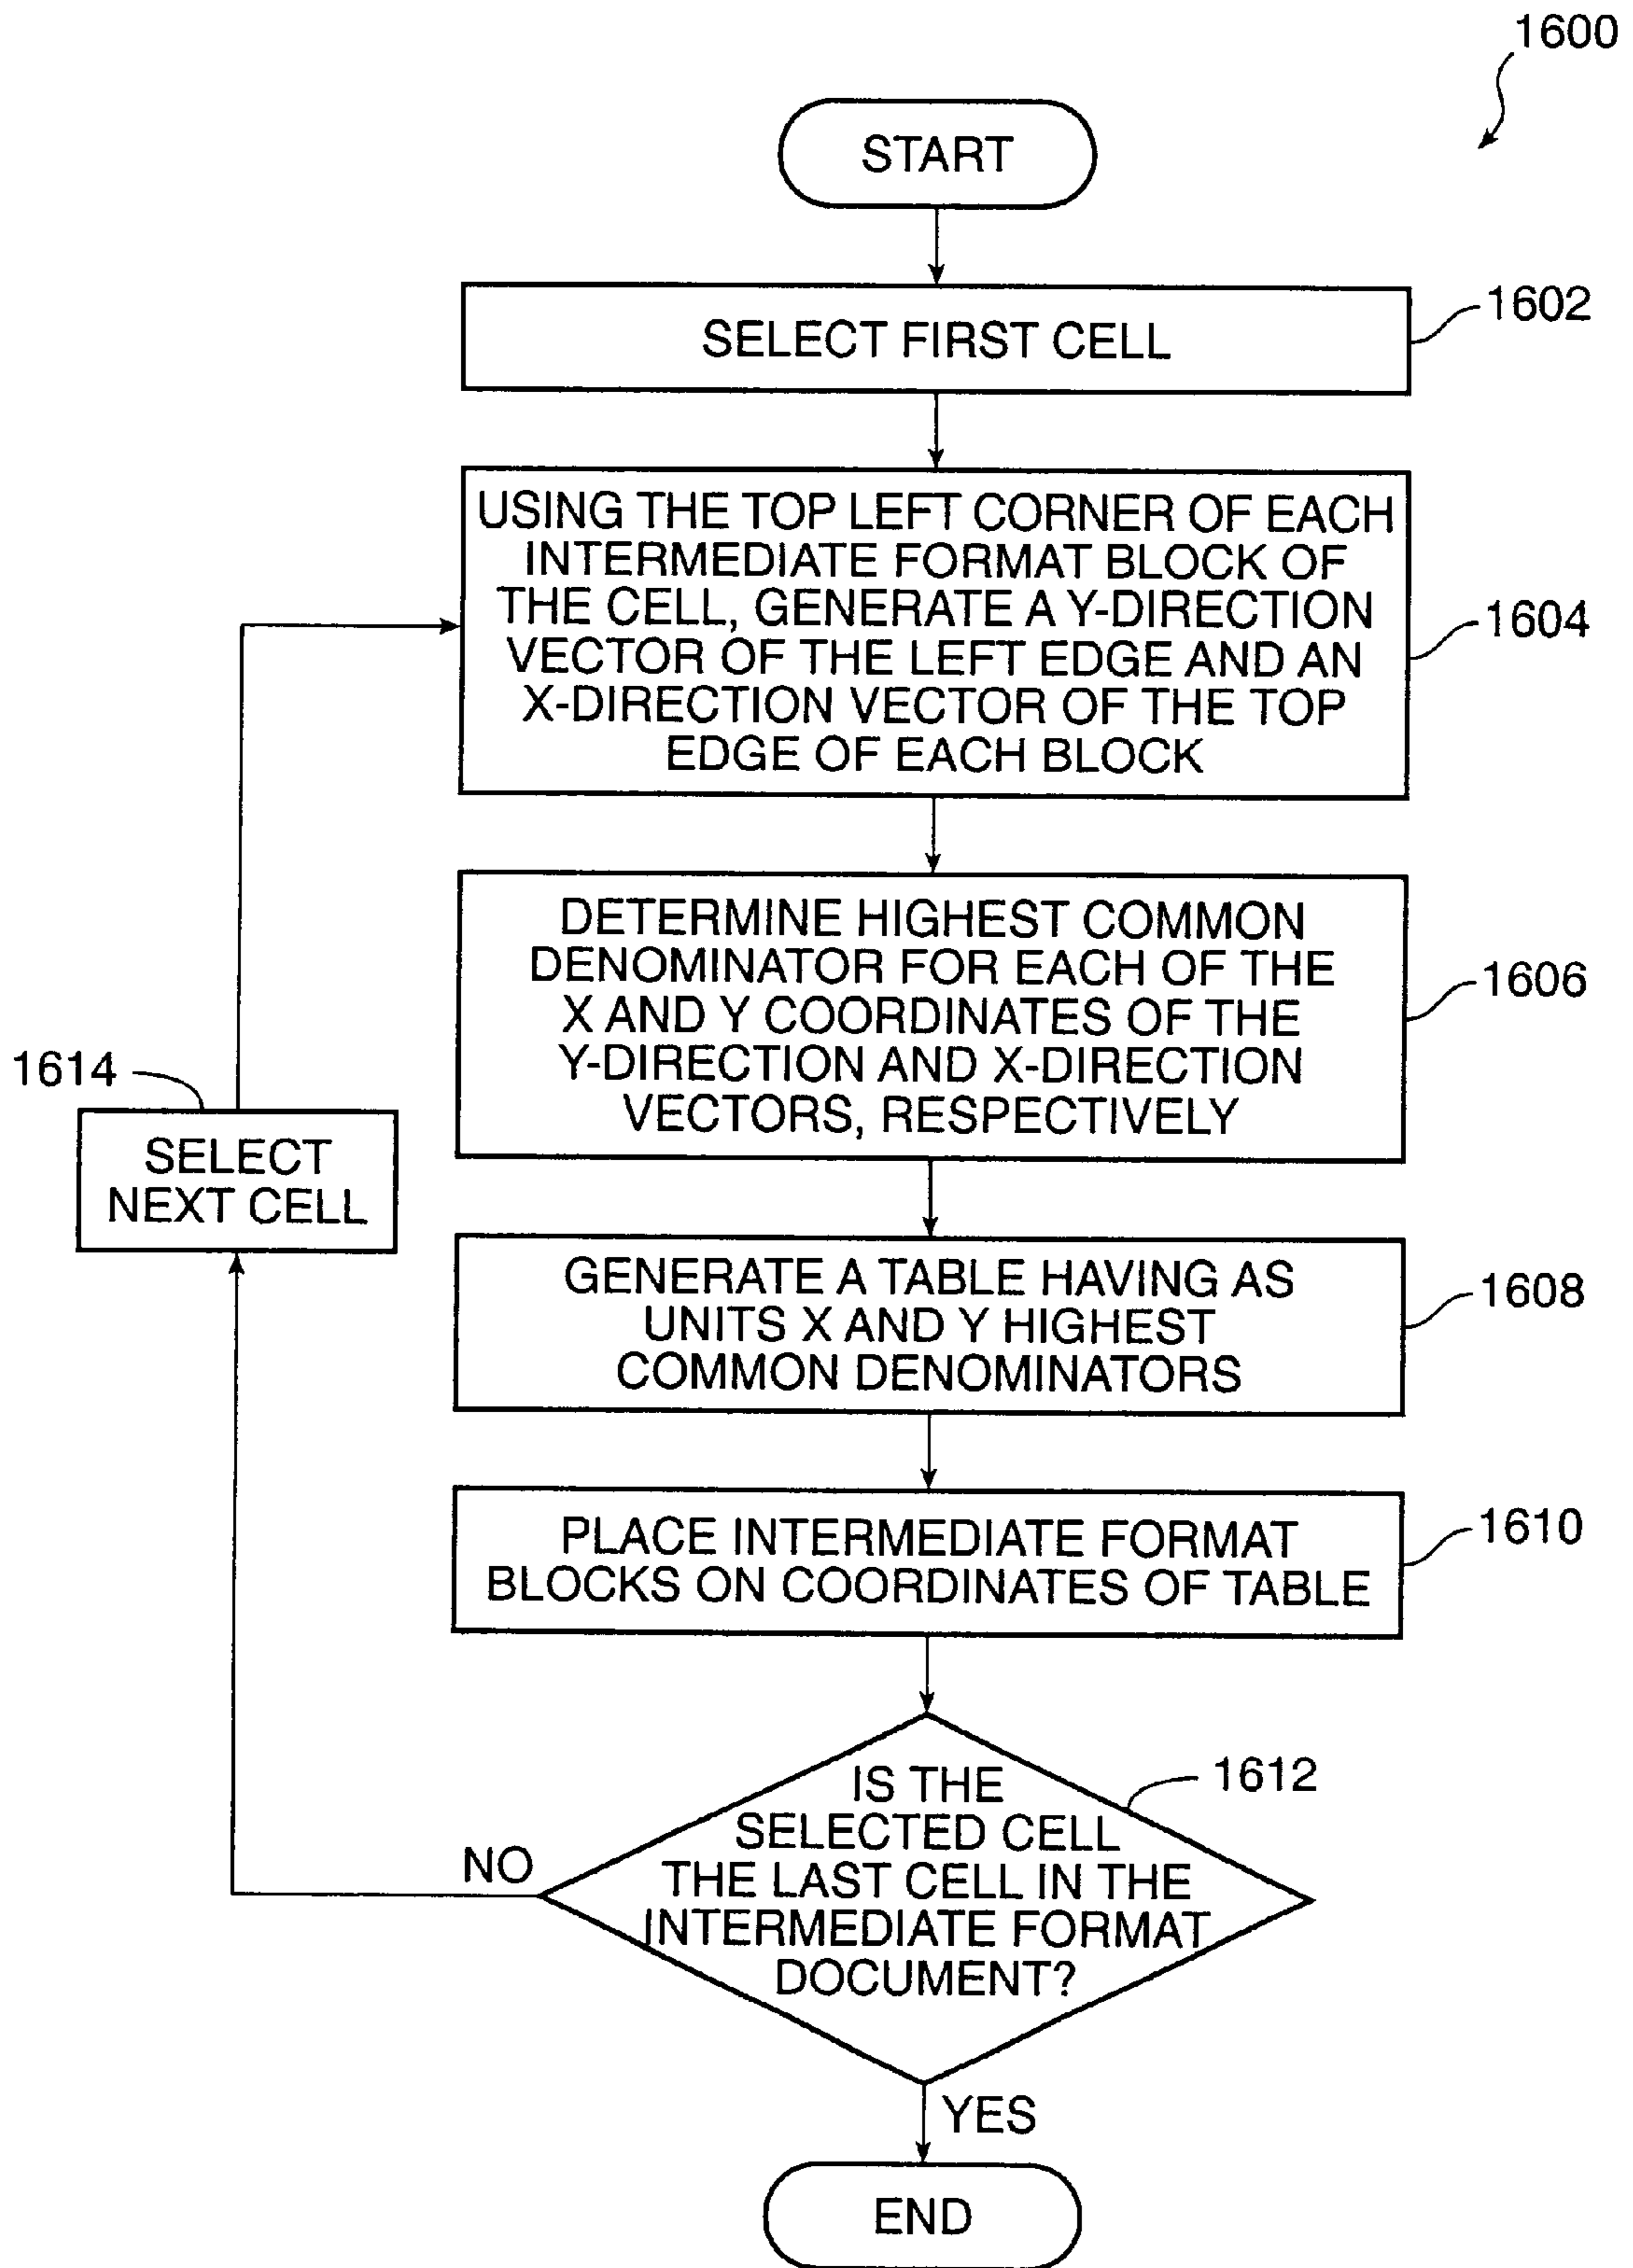 1600
START
SELECT FIRST CELL
1602
USING THE TOP LEFT CORNER OF EACH
INTERMEDIATE FORMAT BLOCK OF
THE CELL, GENERATE A Y-DIRECTION
VECTOR OF THE LEFT EDGE AND AN
X-DIRECTION VECTOR OF THE TOP
EDGE OF EACH BLOCK
1604
DETERMINE HIGHEST COMMON
DENOMINATOR FOR EACH OF THE
X AND Y COORDINATES OF THE
Y-DIRECTION AND X-DIRECTION
VECTORS, RESPECTIVELY
1606
1614
SELECT
NEXT CELL
GENERATE A TABLE HAVING AS
UNITS X AND Y HIGHEST
COMMON DENOMINATORS
1608
PLACE INTERMEDIATE FORMAT
BLOCKS ON COORDINATES OF TABLE
1610
IS THE
SELECTED CELL
THE LAST CELL IN THE
INTERMEDIATE FORMAT
DOCUMENT?
1612
NO
YES
END